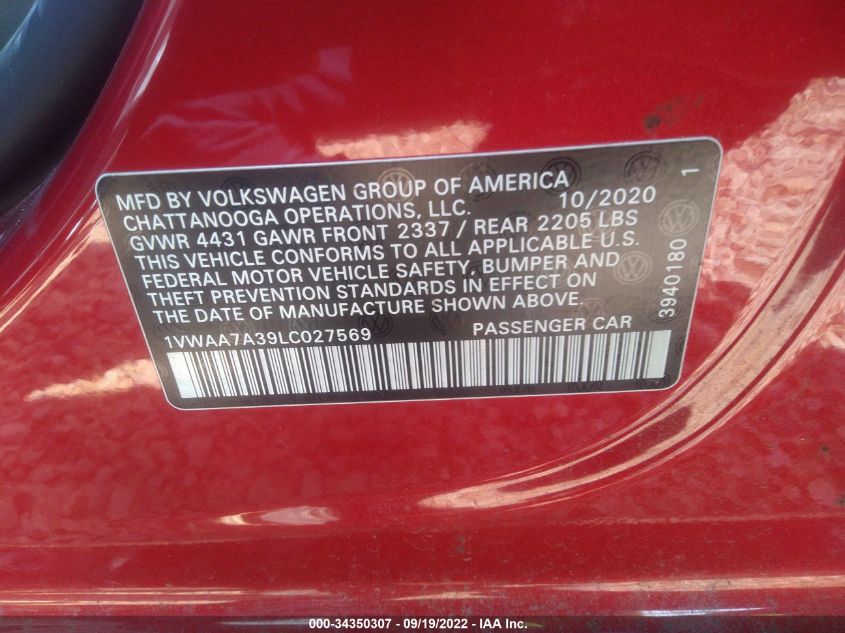 MFD BY VOLKSWAGEN GROUP OF AMERICA
CHATTANOOGA OPERATIONS, LLC. 10/2020
GVWR 4431 GAWR FRONT 2337 / REAR 2205 LBS
THIS VEHICLE CONFORMS TO ALL APPLICABLE U.S.
FEDERAL MOTOR VEHICLE SAFETY, BUMPER AND
THEFT PREVENTION STANDARDS IN EFFECT ON
THE DATE OF MANUFACTURE SHOWN ABOVE.
1VWAA7A39LC027569 PASSENGER CAR
3940180 1
000-34350307 - 09/19/2022 - IAA Inc.